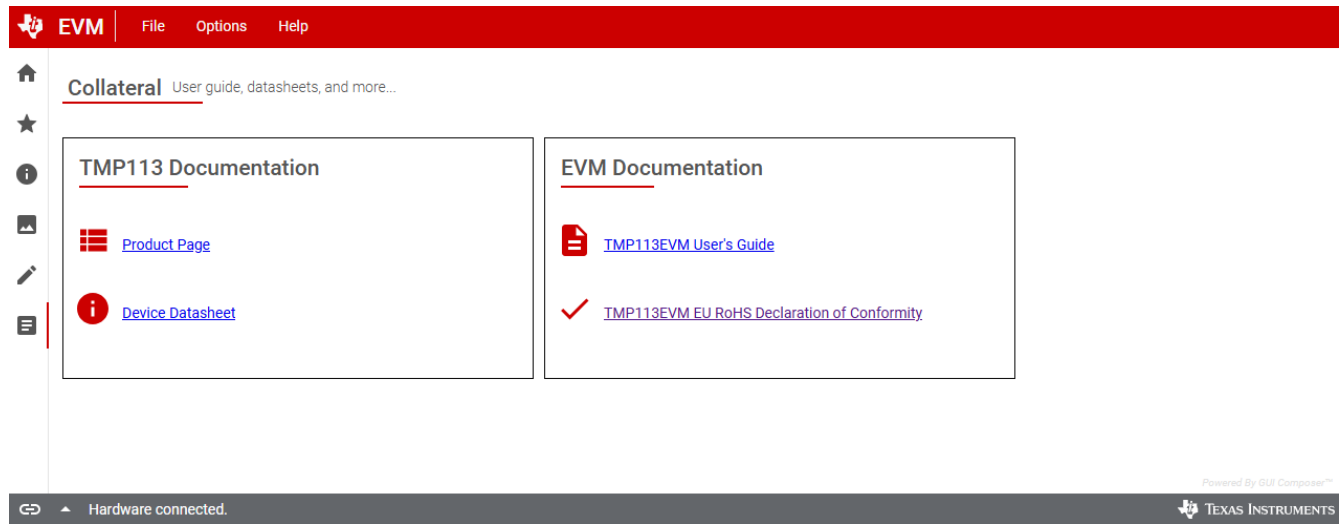 EVM File Options Help
Collateral User guide, datasheets, and more...
TMP113 Documentation
Product Page
Device Datasheet
EVM Documentation
TMP113EVM User's Guide
TMP113EVM EU RoHS Declaration of Conformity
Powered By GUI Composer™
Hardware connected.
TEXAS INSTRUMENTS